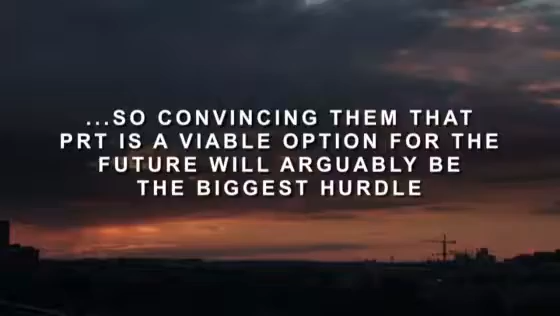 ...SO CONVINCING THEM THAT
PRT IS A VIABLE OPTION FOR THE
FUTURE WILL ARGUABLY BE
THE BIGGEST HURDLE